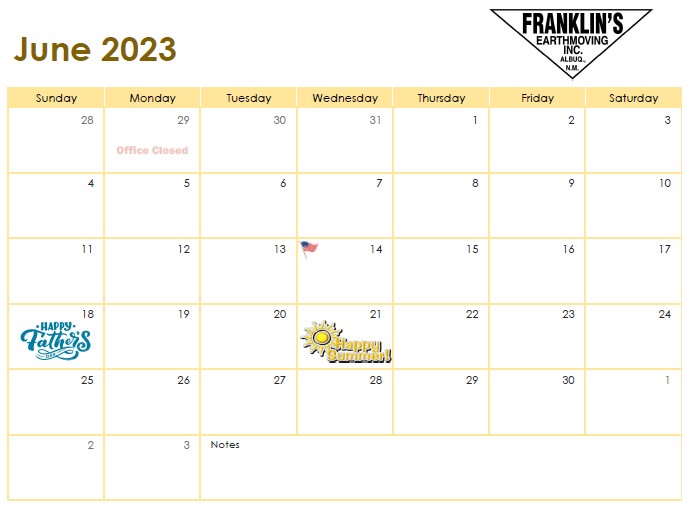 FRANKLIN'S
EARTHMOVING
INC.
ALBUQ.,
N.M.
June 2023
Sunday Monday Tuesday Wednesday Thursday Friday Saturday
28 29 30 31 1 2 3
Office Closed
4 5 6 7 8 9 10
11 12 13 14 15 16 17
18 19 20 21 22 23 24
HAPPY
Father's
DAY
Happy
Summer!
25 26 27 28 29 30 1
2 3 Notes